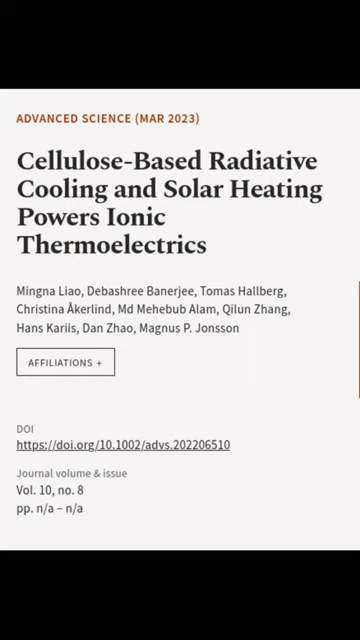 ADVANCED SCIENCE (MAR 2023)
Cellulose-Based Radiative
Cooling and Solar Heating
Powers Ionic
Thermoelectrics
Mingna Liao, Debashree Banerjee, Tomas Hallberg,
Christina Åkerlind, Md Mehebub Alam, Qilun Zhang,
Hans Kariis, Dan Zhao, Magnus P. Jonsson
AFFILIATIONS +
DOI
https://doi.org/10.1002/advs.202206510
Journal volume & issue
Vol. 10, no. 8
pp. n/a – n/a